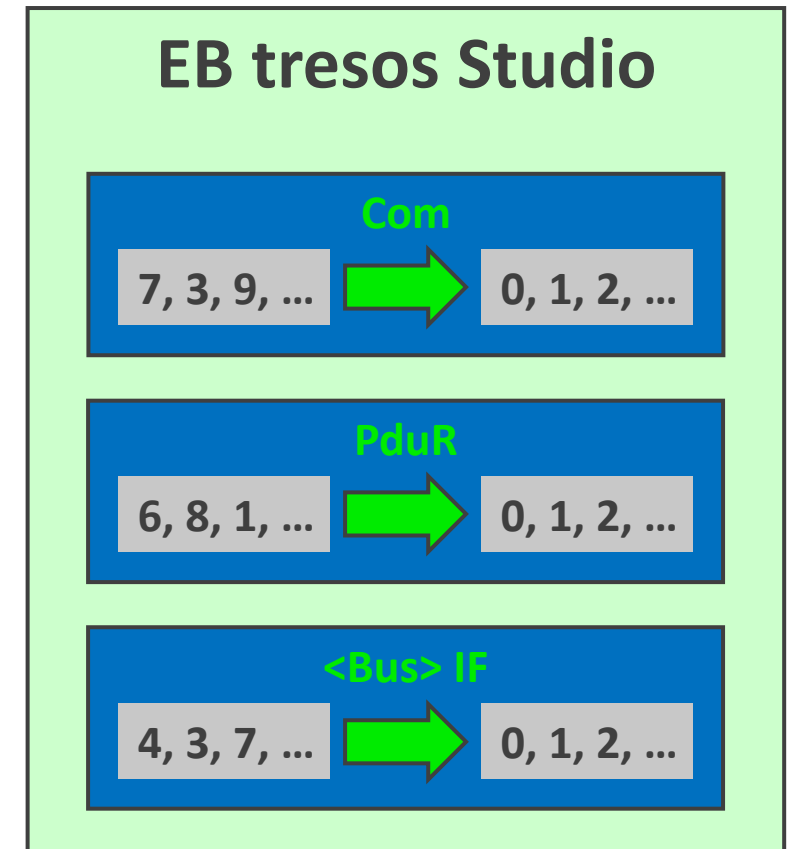 EB tresos Studio
Com
7, 3, 9, ...
0, 1, 2, ...
PduR
6, 8, 1, ...
0, 1, 2, ...
<Bus> IF
4, 3, 7, ...
0, 1, 2, ...